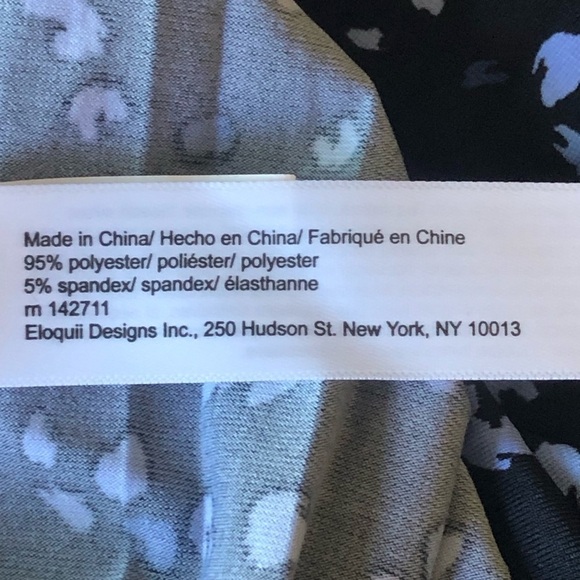 Made in China/ Hecho en China/ Fabriqué en Chine
95% polyester/ poliéster/ polyester
5% spandex/ spandex/ élasthanne
rn 142711
Eloquii Designs Inc., 250 Hudson St. New York, NY 10013